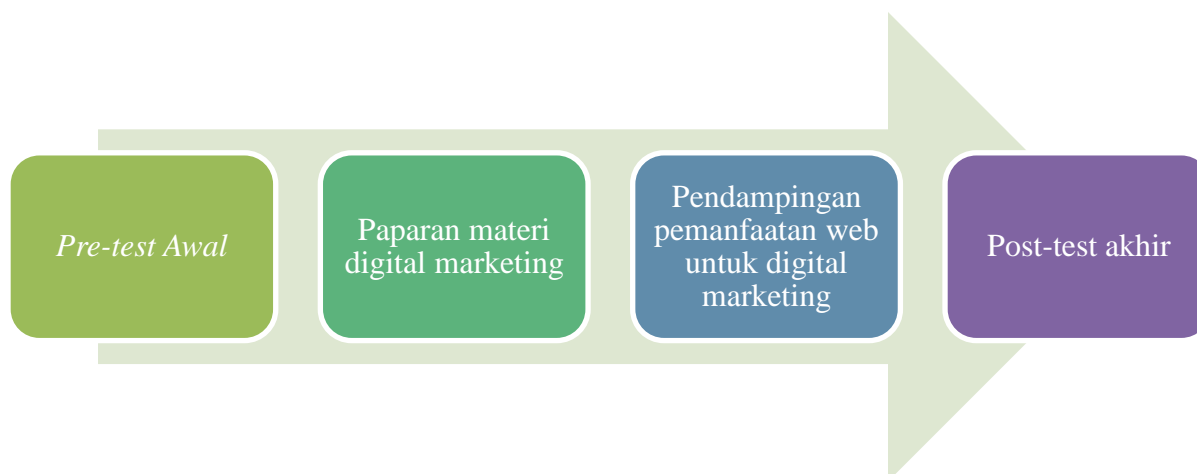 Pre-test Awal
Paparan materi
digital marketing
Pendampingan
pemanfaatan web
untuk digital
marketing
Post-test akhir